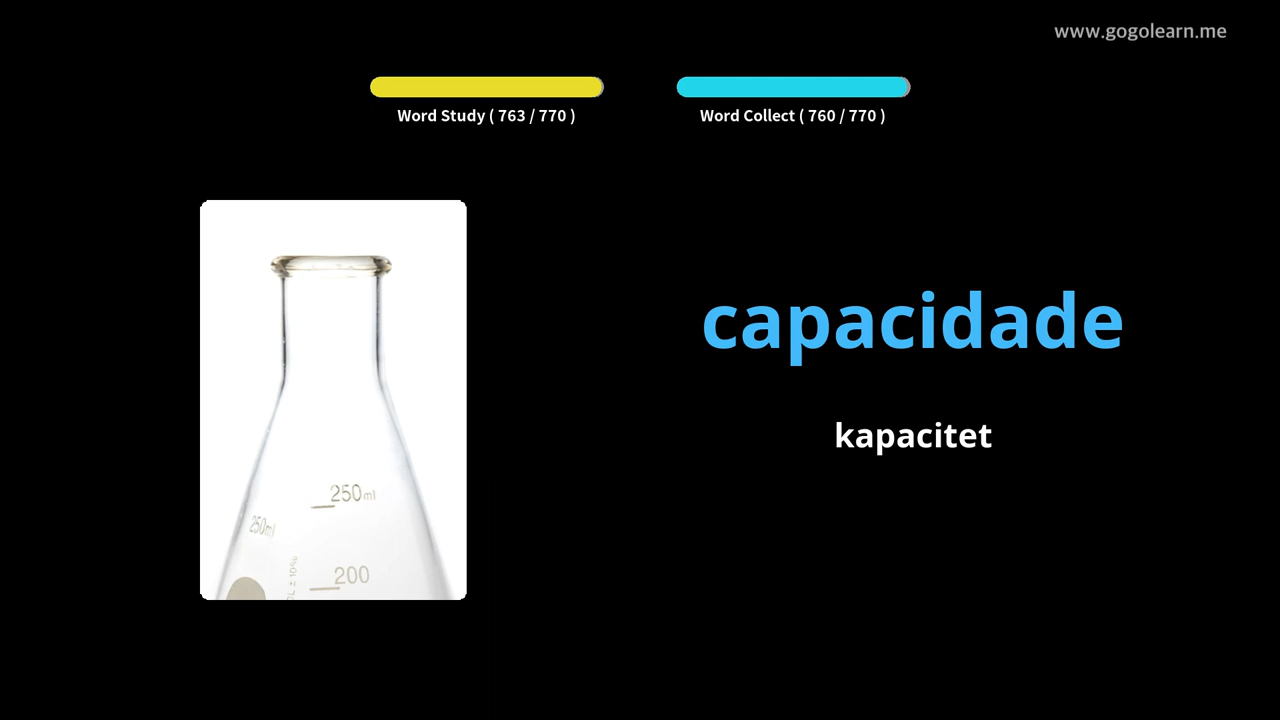 www.gogolearn.me
Word Study ( 763 / 770 )
Word Collect ( 760 / 770 )
capacidade
kapacitet
250ml
250ml
200